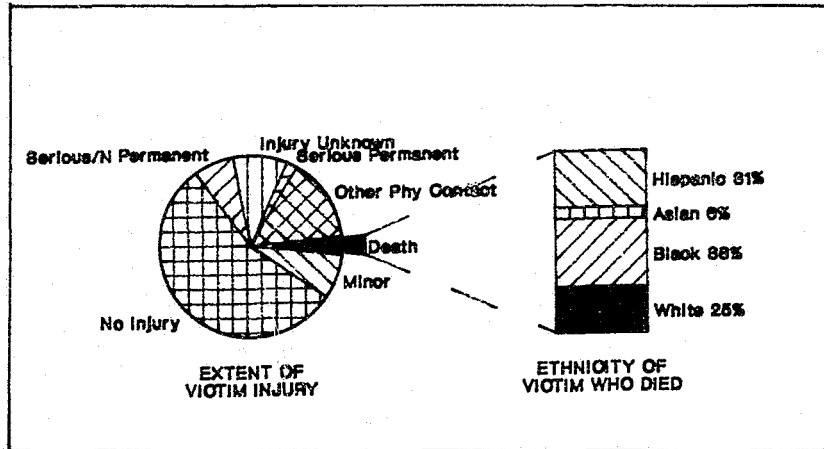 Injury Unknown
Serious/N Permanent
Serious Permanent
Other Phy Contact
Death
Minor
No Injury
EXTENT OF
VICTIM INJURY
Hispanic 31%
Asian 6%
Black 38%
White 25%
ETHNICITY OF
VICTIM WHO DIED